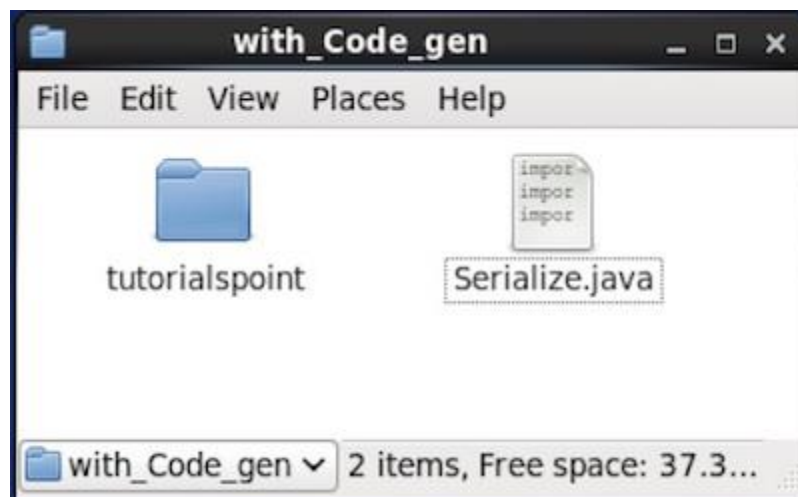 with_Code_gen
File Edit View Places Help
impor
impor
impor
tutorialspoint
Serialize.java
with_Code_gen
2 items, Free space: 37.3...